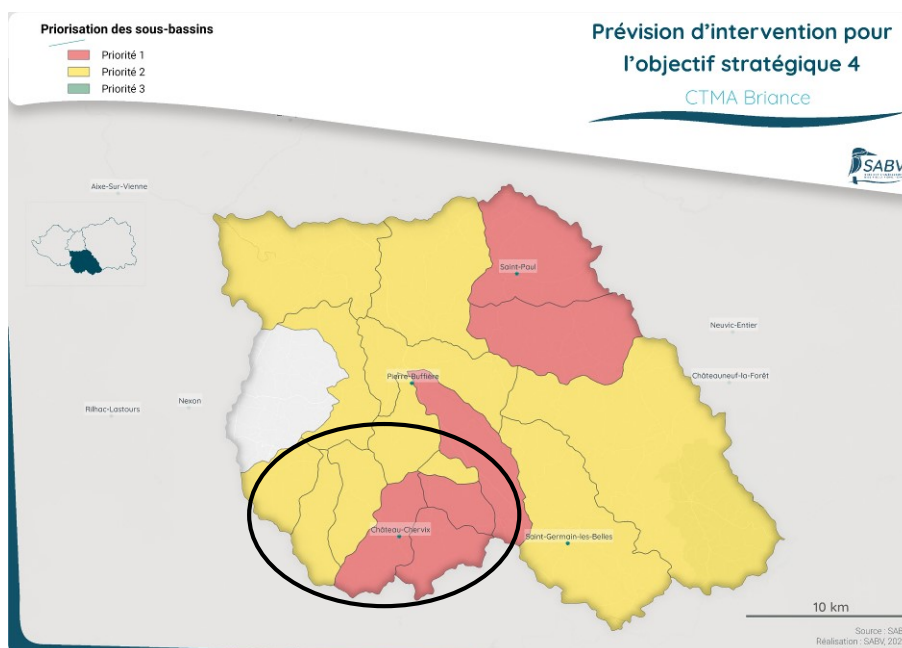 Priorisation des sous-bassins
Priorité 1
Priorité 2
Priorité 3
Prévision d'intervention pour
l'objectif stratégique 4
CTMA Briance
SABV
Aixe-Sur-Vienne
Saint-Paul
Neuvic-Entier
Châteauneuf-la-Forêt
Pierre-Buffière
Nexon
Rilhac-Lastours
Château-Chervix
Saint-Germain-les-Belles
10 km
Source : SAB
Réalisation : SABV, 202